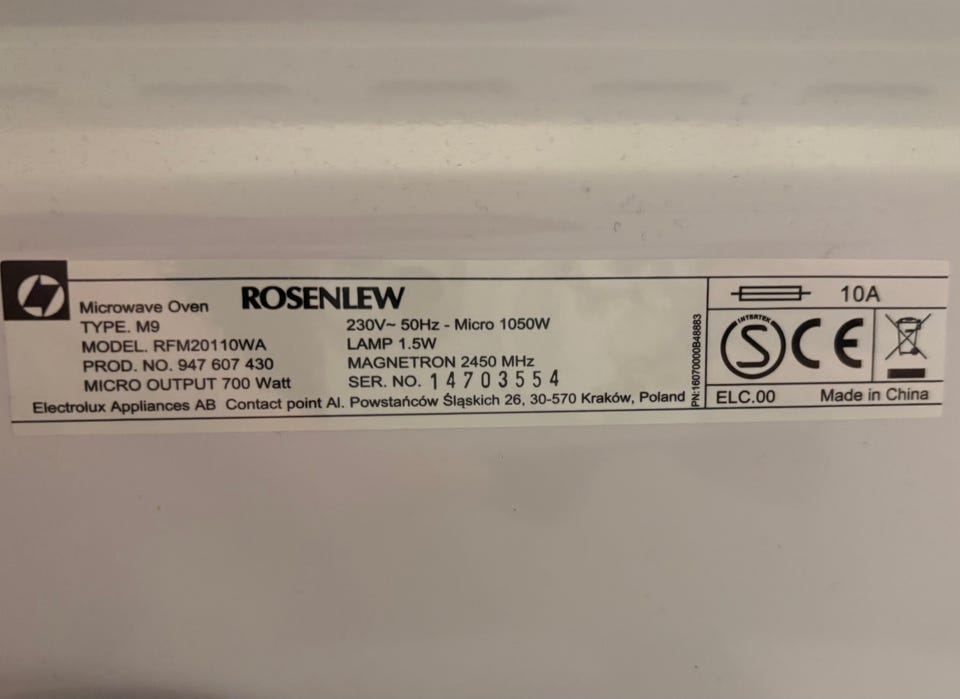 Microwave Oven ROSENLEW
TYPE. M9
MODEL. RFM20110WA
PROD. NO. 947 607 430
MICRO OUTPUT 700 Watt
230V~ 50Hz - Micro 1050W
LAMP 1.5W
MAGNETRON 2450 MHz
SER. NO. 14703554
Electrolux Appliances AB Contact point Al. Powstańców Śląskich 26, 30-570 Kraków, Poland
PN:16070000B48883
10A
INTERTEK
S CE
ELC.00 Made in China